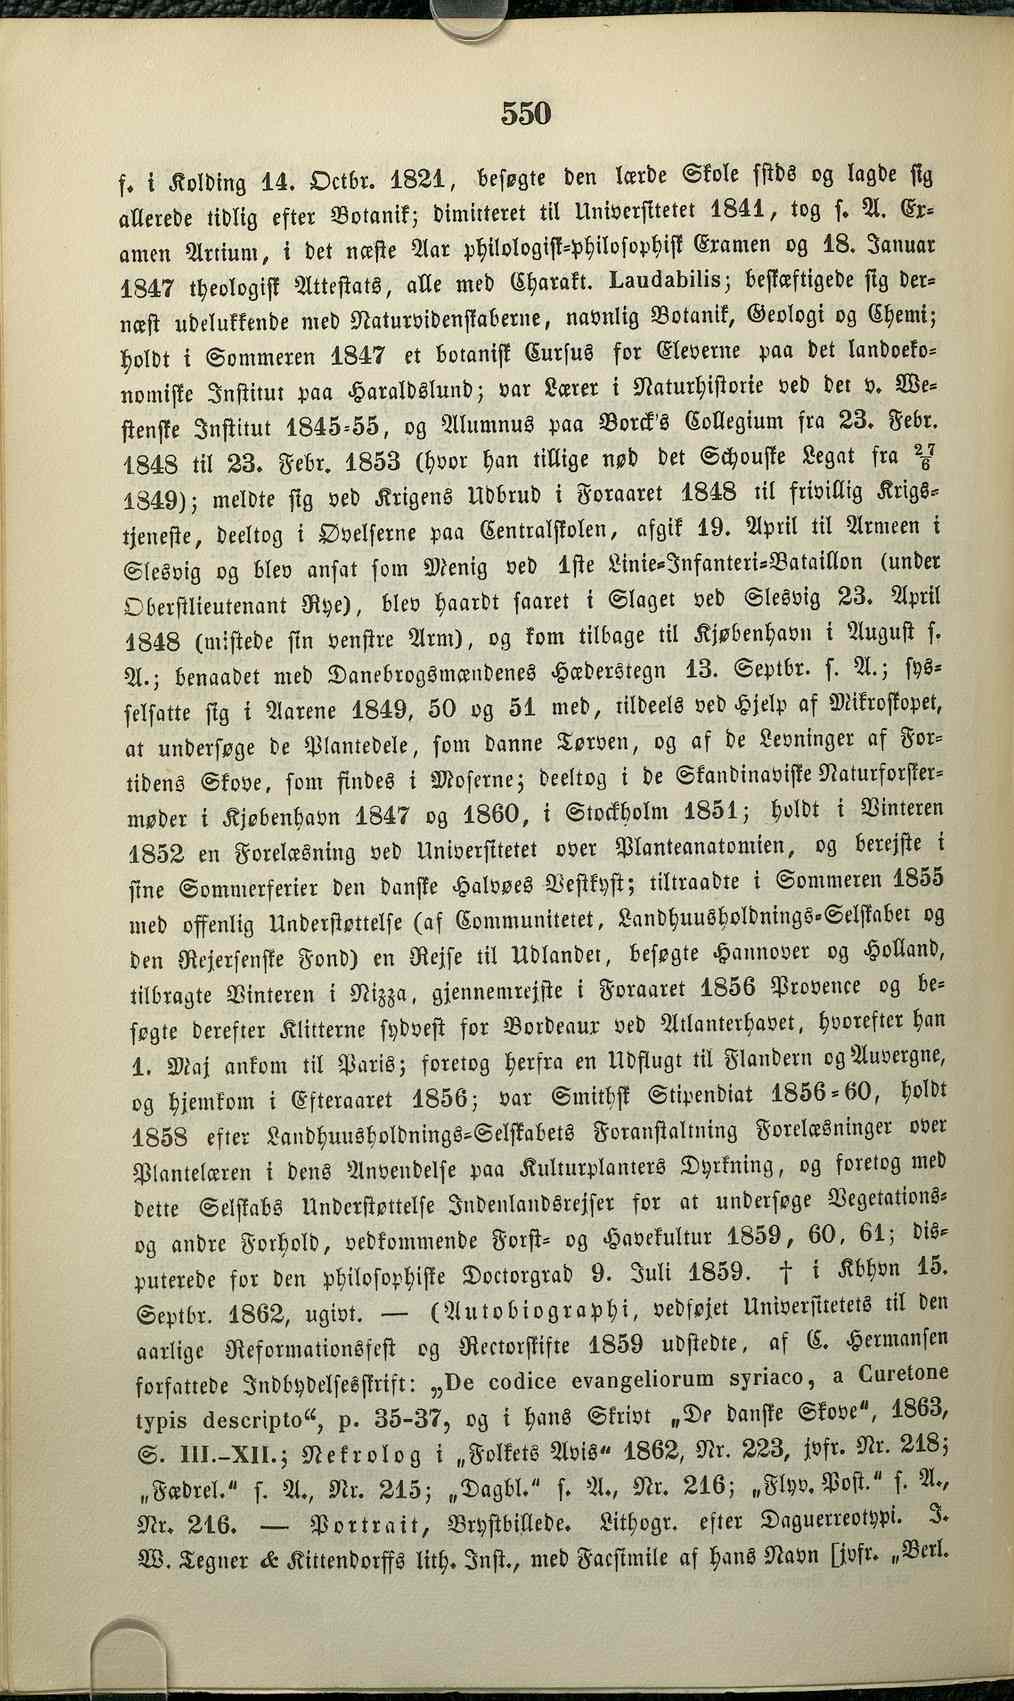 550
f. i Kolding 14. Octbr. 1821, besøgte den lærde Skole sstds og lagde sig
allerede tidlig efter Botanik; dimitteret til Universitetet 1841, tog s. A. Ex-
amen Artium, i det næste Aar philologisk-philosophisk Examen og 18. Januar
1847 theologisk Attestats, alle med Charakt. Laudabilis; beskæftigede sig der-
næst udelukkende med Naturvidenskaberne, navnlig Botanik, Geologi og Chemi;
holdt i Sommeren 1847 et botanisk Cursus for Eleverne paa det landoeko-
nomiske Institut paa Haraldslund; var Lærer i Naturhistorie ved det v. We-
stenske Institut 1845-55, og Alumnus paa Borck's Collegium fra 23. Febr.
1848 til 23. Febr. 1853 (hvor han tillige nød det Schouske Legat fra 27/6
1849); meldte sig ved Krigens Udbrud i Foraaret 1848 til frivillig Krigs-
tjeneste, deeltog i Øvelserne paa Centralskolen, afgik 19. April til Armeen i
Slesvig og blev ansat som Menig ved 1ste Linie-Infanteri-Bataillon (under
Oberstlieutenant Rye), blev haardt saaret i Slaget ved Slesvig 23. April
1848 (mistede sin venstre Arm), og kom tilbage til Kjøbenhavn i August s.
A.; benaadet med Danebrogsmændenes Hæderstegn 13. Septbr. s. A.; sys-
selsatte sig i Aarene 1849, 50 og 51 med, tildeels ved Hjelp af Mikroskopet,
at undersøge de Plantedele, som danne Tørven, og af de Levninger af For-
tidens Skove, som findes i Moserne; deeltog i de Skandinaviske Naturforsker-
møder i Kjøbenhavn 1847 og 1860, i Stockholm 1851; holdt i Vinteren
1852 en Forelæsning ved Universitetet over Planteanatomien, og berejste i
sine Sommerferier den danske Halvøes Vestkyst; tiltraadte i Sommeren 1855
med offenlig Understøttelse (af Communitetet, Landhuusholdnings-Selskabet og
den Rejersenske Fond) en Rejse til Udlandet, besøgte Hannover og Holland,
tilbragte Vinteren i Nizza, gjennemrejste i Foraaret 1856 Provence og be-
søgte derefter Klitterne sydvest for Bordeaux ved Atlanterhavet, hvorefter han
1. Maj ankom til Paris; foretog herfra en Udflugt til Flandern og Auvergne,
og hjemkom i Efteraaret 1856; var Smithsk Stipendiat 1856-60, holdt
1858 efter Landhuusholdnings-Selskabets Foranstaltning Forelæsninger over
Plantelæren i dens Anvendelse paa Kulturplanters Dyrkning, og foretog med
dette Selskabs Understøttelse Indenlandsrejser for at undersøge Vegetations-
og andre Forhold, vedkommende Forst- og Havekultur 1859, 60, 61; dis-
puterede for den philosophiske Doctorgrad 9. Juli 1859. † i Kbhvn 15.
Septbr. 1862, ugivt. — (Autobiographi, vedføjet Universitetets til den
aarlige Reformationsfest og Rectorskifte 1859 udstedte, af C. Hermansen
forfattede Indbydelsesskrift: „De codice evangeliorum syriaco, a Curetone
typis descripto“, p. 35-37, og i hans Skrivt „De danske Skove“, 1863,
S. III.-XII.; Nekrolog i „Folkets Avis“ 1862, Nr. 223, jvfr. Nr. 218;
„Fædrel.“ s. A., Nr. 215; „Dagbl.“ s. A., Nr. 216; „Flyv. Post.“ s. A.,
Nr. 216. — Portrait, Brystbillede. Lithogr. efter Daguerreotypi. J.
W. Tegner & Kittendorffs lith. Inst., med Facsimile af hans Navn [jvfr. „Berl.